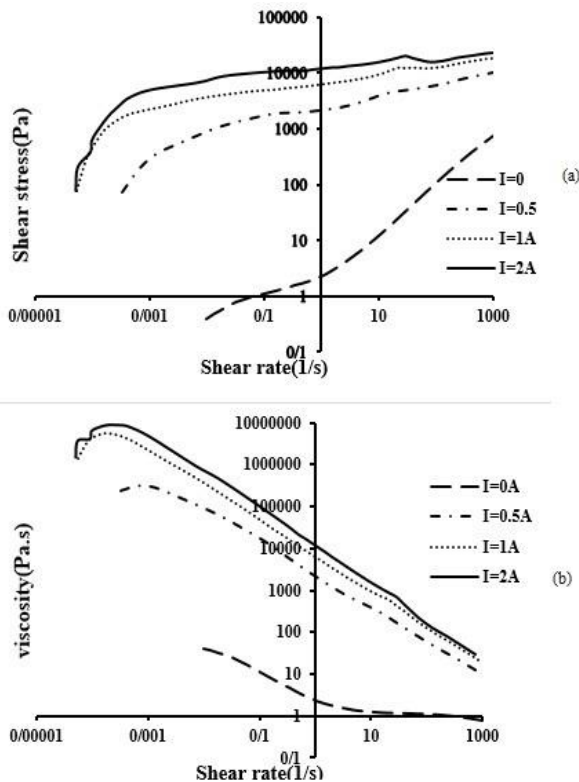 100000
10000
1000
100
10
1
0/1
Shear stress(Pa)
0/00001
0/001
0/1
10
1000
Shear rate(1/s)
I=0
I=0.5
I=1A
I=2A
(a)
10000000
1000000
100000
10000
1000
100
10
1
0/1
viscosity(Pa.s)
0/00001
0/001
0/1
10
1000
Shear rate(1/s)
I=0A
I=0.5A
I=1A
I=2A
(b)